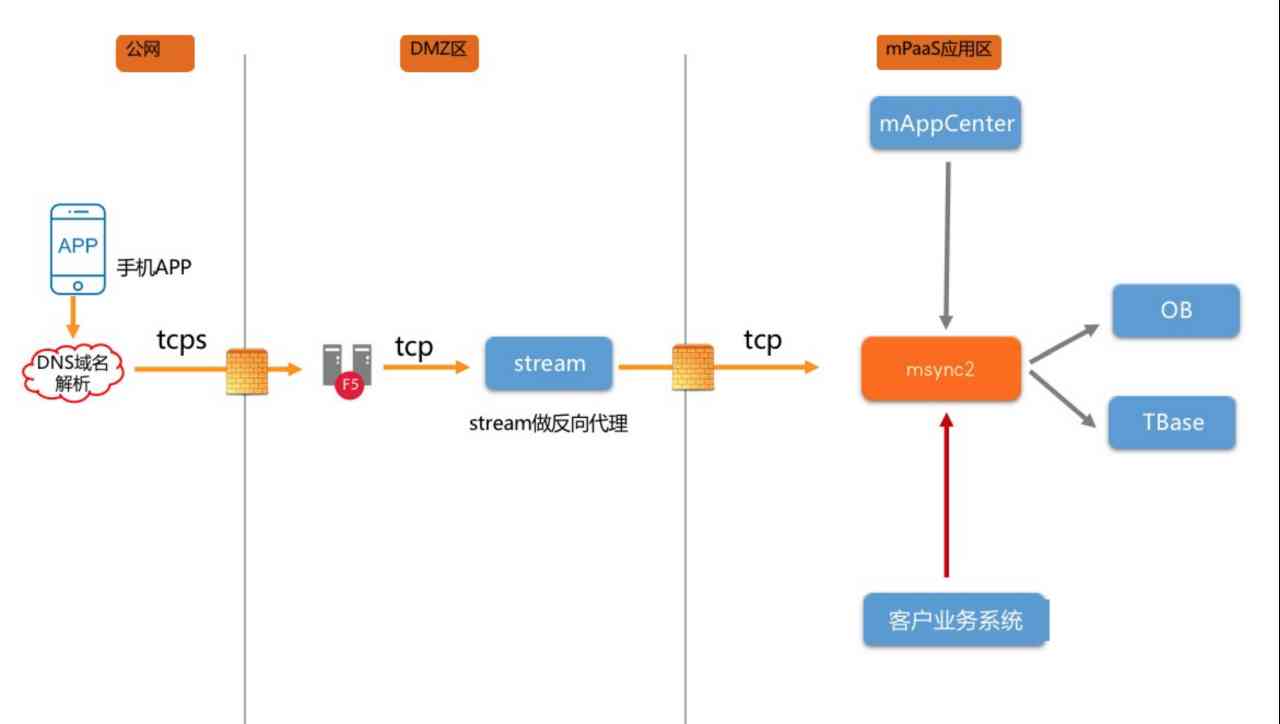 公网
DMZ区
mPaaS应用区
mAppCenter
APP
手机APP
DNS域名
解析
tcps
F5
tcp
stream
stream做反向代理
tcp
msync2
OB
TBase
客户业务系统